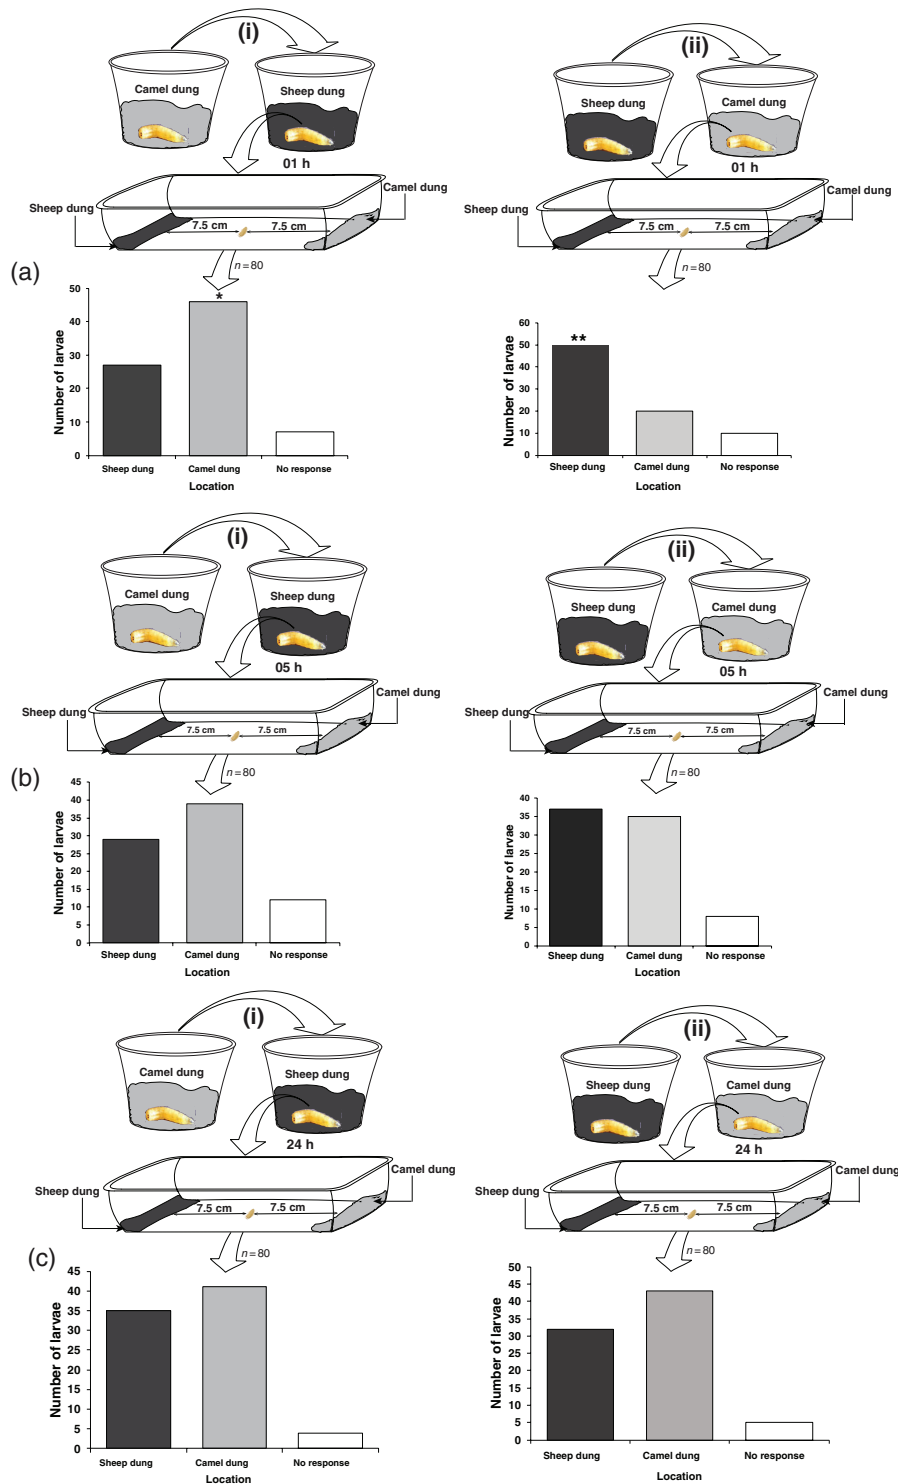 (i)
Camel dung
Sheep dung
01 h
Sheep dung
Camel dung
7.5 cm
7.5 cm
n=80
(a)
Number of larvae
50
40
30
20
10
0
*
Sheep dung
Camel dung
No response
Location
(ii)
Sheep dung
Camel dung
01 h
Sheep dung
Camel dung
7.5 cm
7.5 cm
n=80
Number of larvae
60
50
40
30
20
10
0
**
Sheep dung
Camel dung
No response
Location
(i)
Camel dung
Sheep dung
05 h
Sheep dung
Camel dung
7.5 cm
7.5 cm
n=80
(b)
Number of larvae
45
40
35
30
25
20
15
10
5
0
Sheep dung
Camel dung
No response
Location
(ii)
Sheep dung
Camel dung
05 h
Sheep dung
Camel dung
7.5 cm
7.5 cm
n=80
Number of larvae
40
35
30
25
20
15
10
5
0
Sheep dung
Camel dung
No response
Location
(i)
Camel dung
Sheep dung
24 h
Sheep dung
Camel dung
7.5 cm
7.5 cm
n=80
(c)
Number of larvae
45
40
35
30
25
20
15
10
5
0
Sheep dung
Camel dung
No response
Location
(ii)
Sheep dung
Camel dung
24 h
Sheep dung
Camel dung
7.5 cm
7.5 cm
n=80
Number of larvae
50
45
40
35
30
25
20
15
10
5
0
Sheep dung
Camel dung
No response
Location